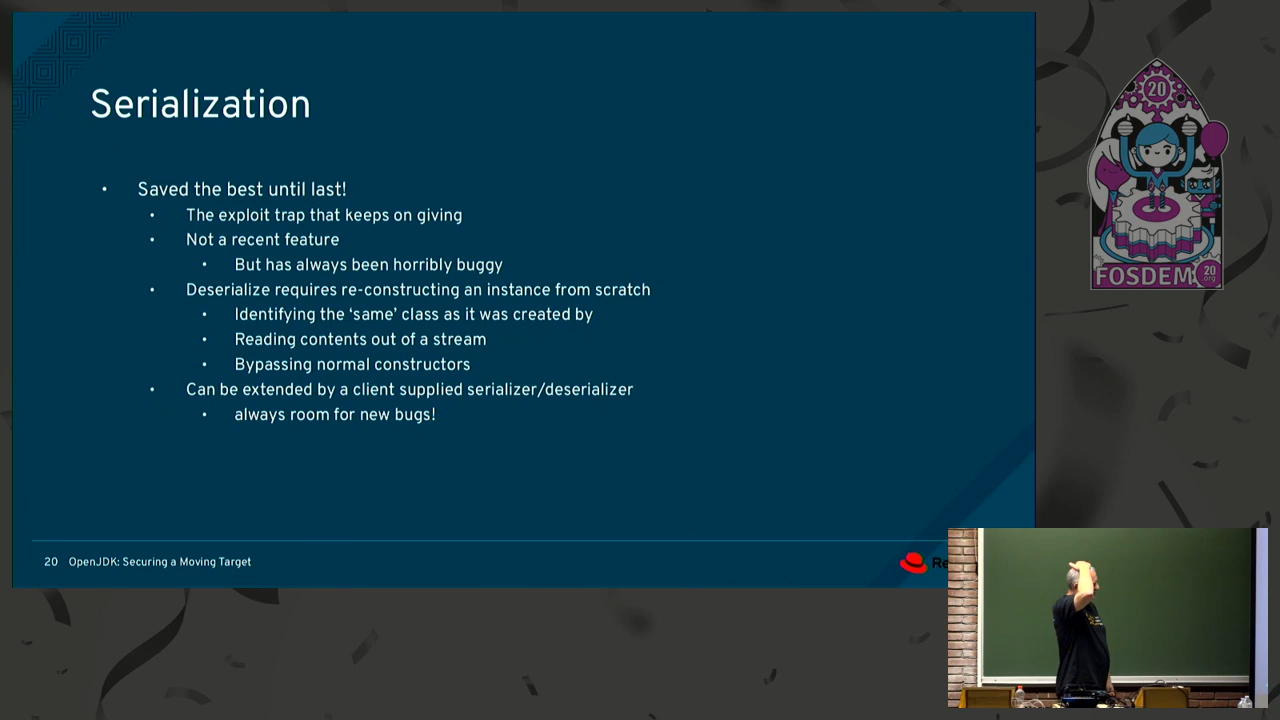 Serialization
• Saved the best until last!
• The exploit trap that keeps on giving
• Not a recent feature
• But has always been horribly buggy
• Deserialize requires re-constructing an instance from scratch
• Identifying the ‘same’ class as it was created by
• Reading contents out of a stream
• Bypassing normal constructors
• Can be extended by a client supplied serializer/deserializer
• always room for new bugs!
20 OpenJDK: Securing a Moving Target
Re
20
FOSDEM
20
.org